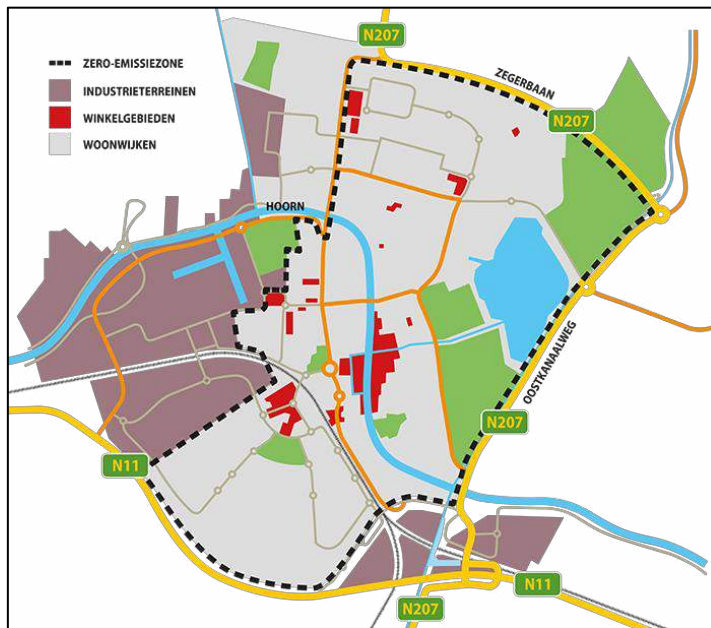 N207
ZERO-EMISSIEZONE
INDUSTRIETERREINEN
WINKELGEBIEDEN
WOONWIJKEN
ZEGERBAAN
N207
HOORN
OOSTKANAALWEG
N207
N11
N11
N207